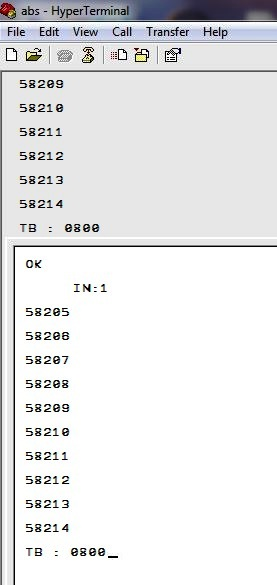 abs - HyperTerminal
File Edit View Call Transfer Help
58209
58210
58211
58212
58213
58214
TB : 0800
OK
IN:1
58205
58206
58207
58208
58209
58210
58211
58212
58213
58214
TB : 0800_